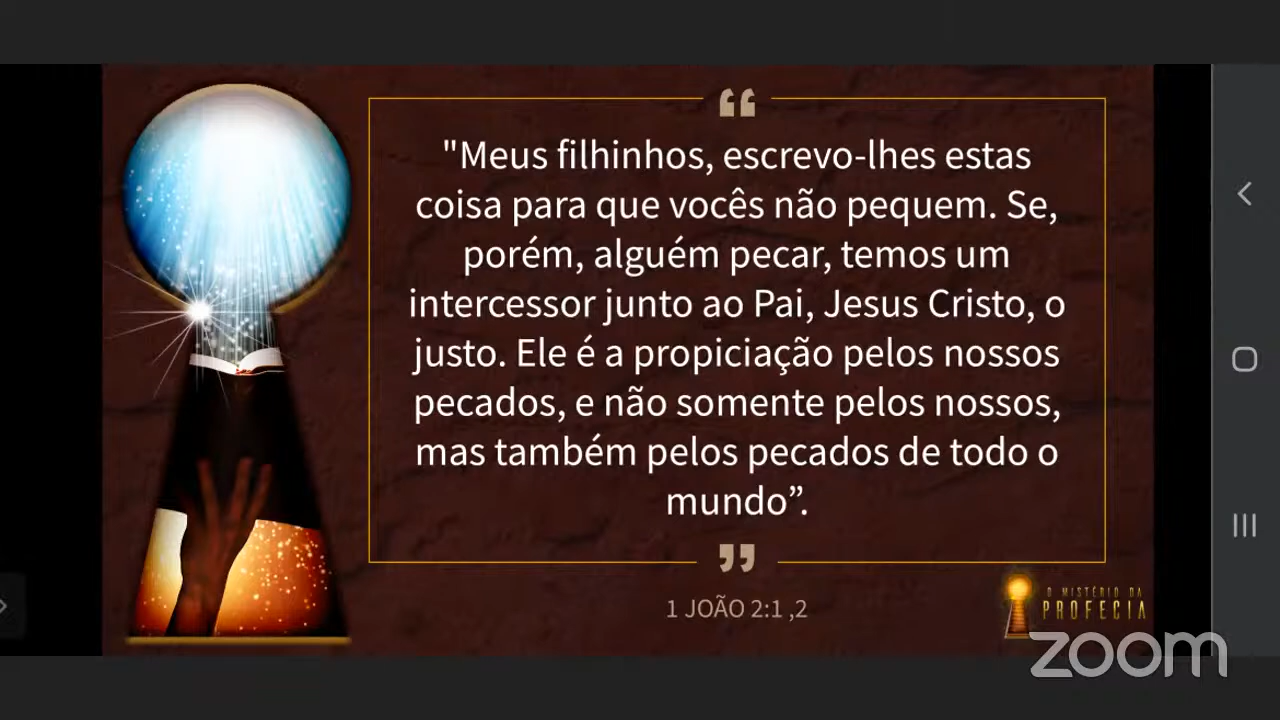 "Meus filhinhos, escrevo-lhes estas
coisa para que vocês não pequem. Se,
porém, alguém pecar, temos um
intercessor junto ao Pai, Jesus Cristo, o
justo. Ele é a propiciação pelos nossos
pecados, e não somente pelos nossos,
mas também pelos pecados de todo o
mundo”.
1 JOÃO 2:1 ,2
O MISTÉRIO DA
PROFECIA
zoom